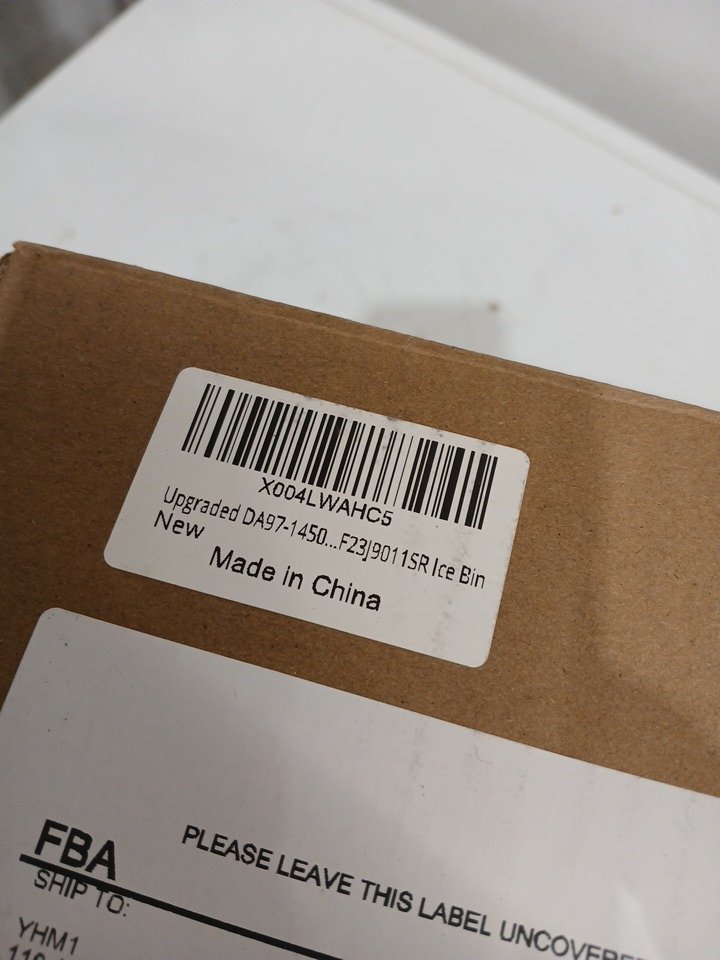 X004LWAHC5
Upgraded DA97-1450...F23J9011SR Ice Bin
New
Made in China
FBA
PLEASE LEAVE THIS LABEL UNCOVERED
SHIP TO:
YHM1